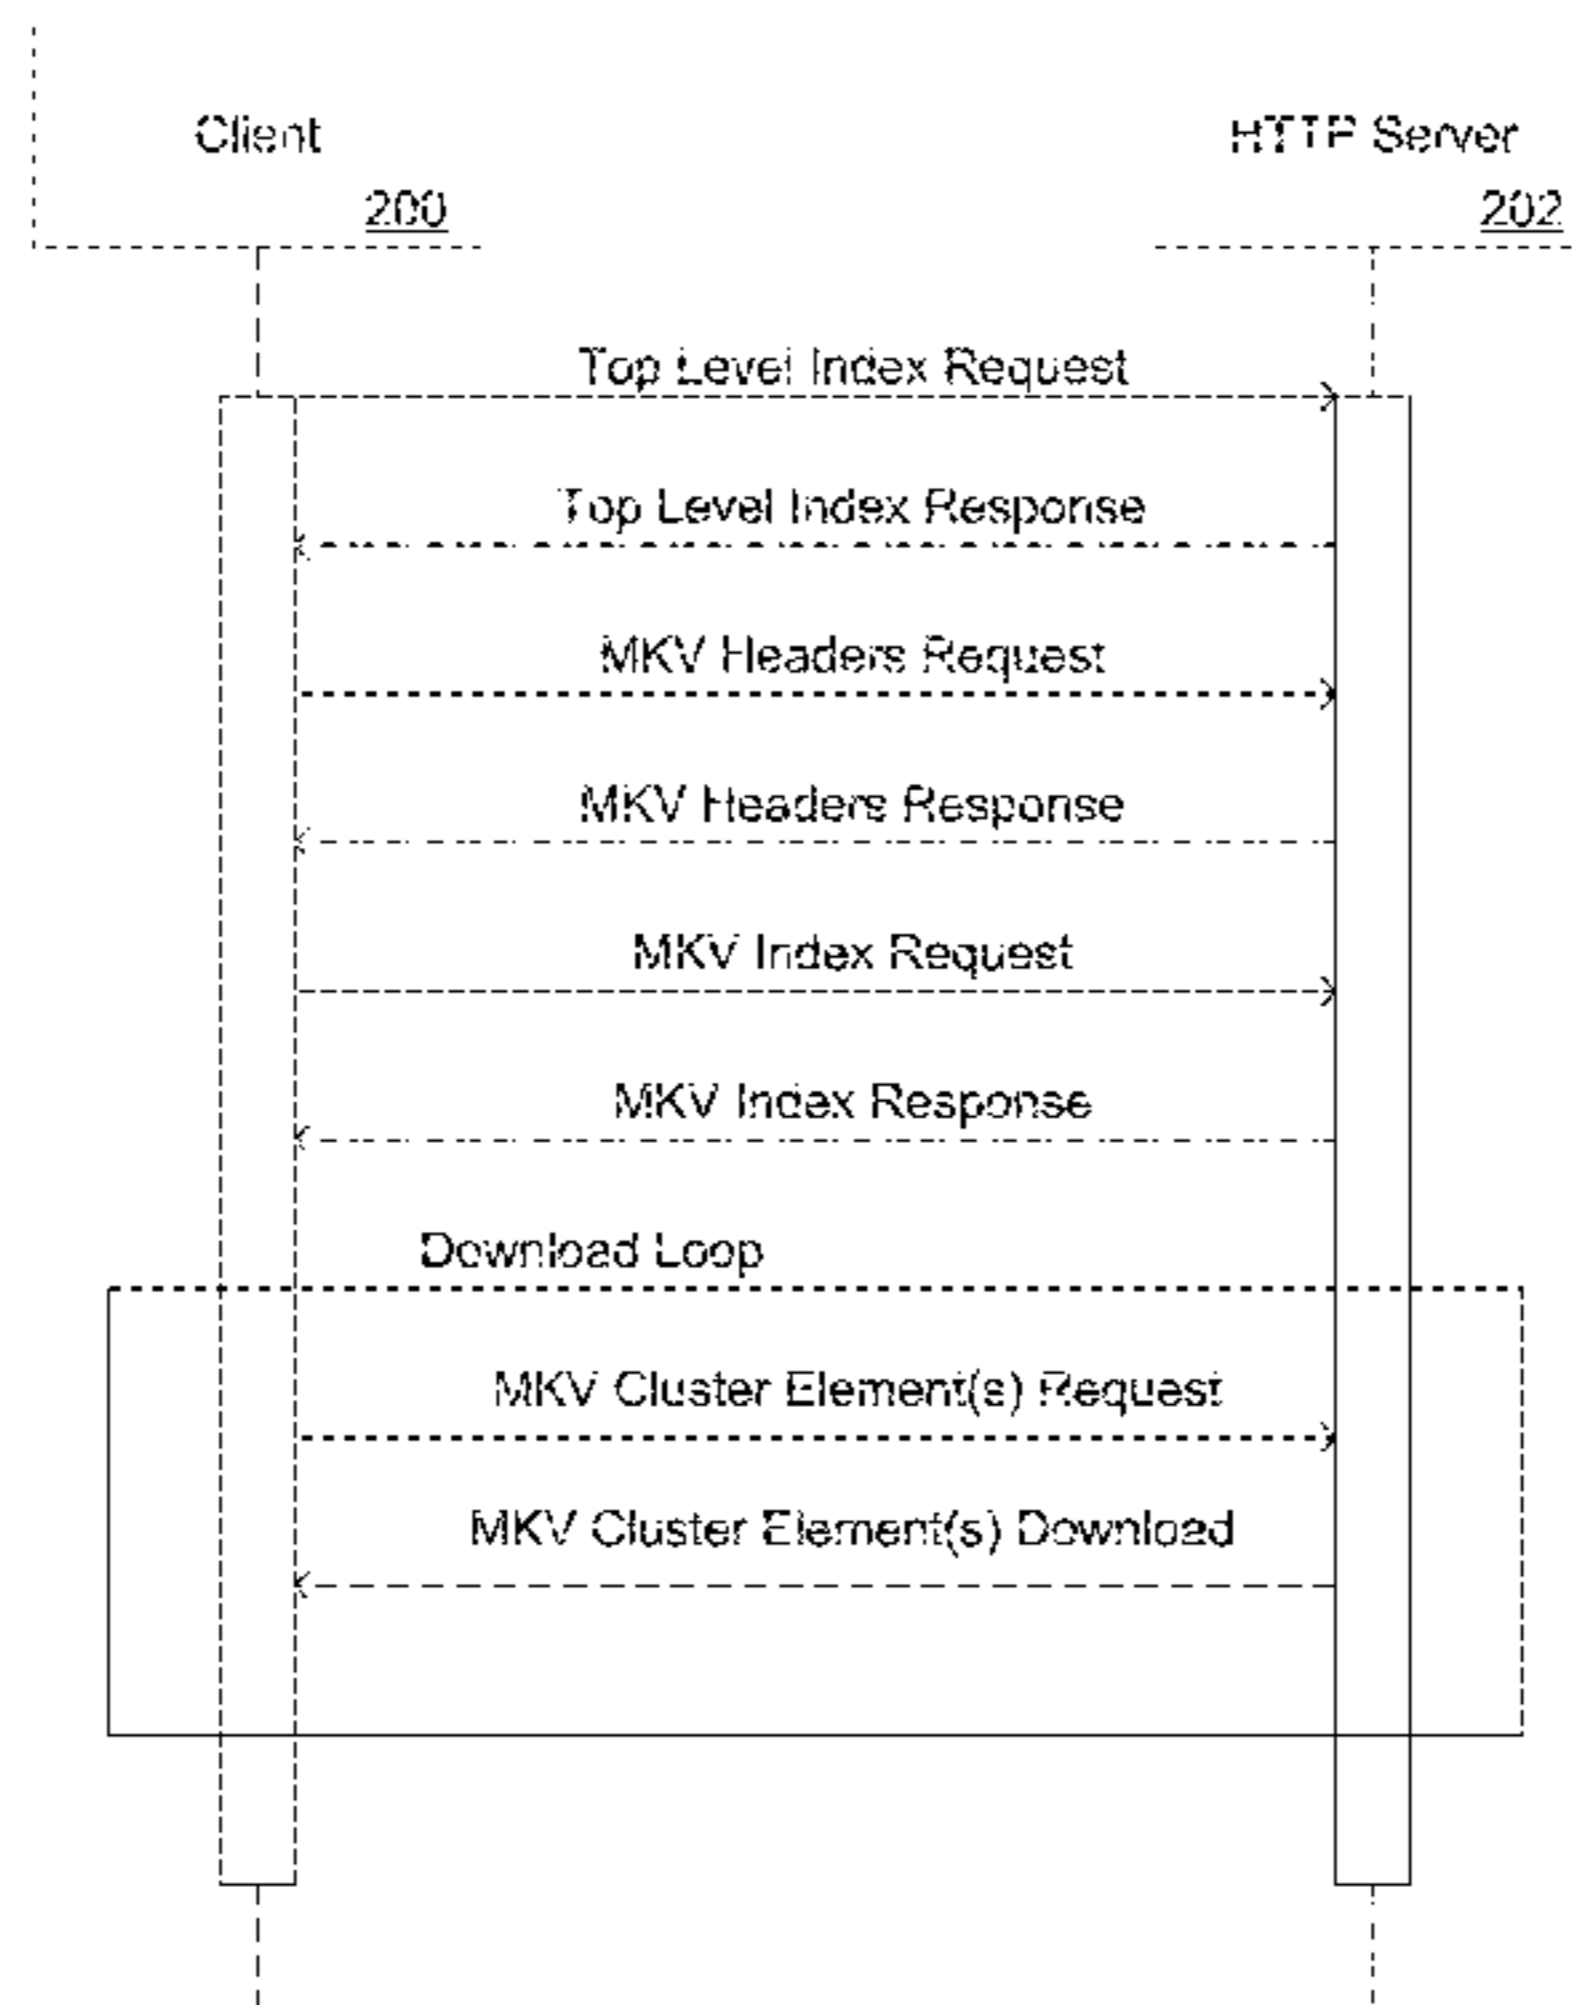 Client
HTTP Server
200
202
Top Level Index Request
Top Level Index Response
MKV Headers Request
MKV Headers Response
MKV Index Request
MKV Index Response
Download Loop
MKV Cluster Element(s) Request
MKV Cluster Element(s) Download